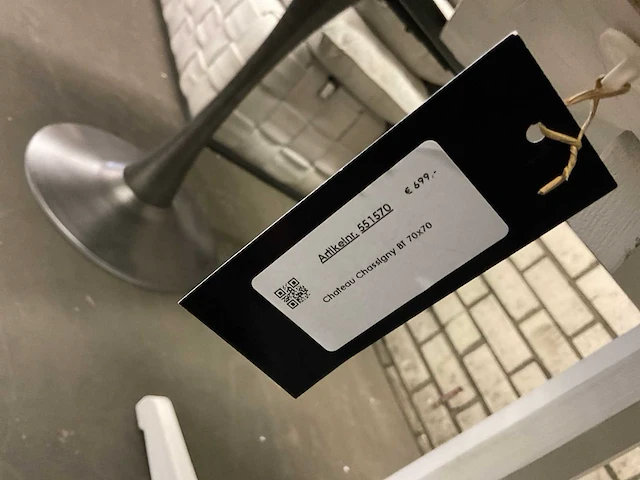 Artikelnr. 551570 € 699,-
Chateau Chassigny BT 70x70